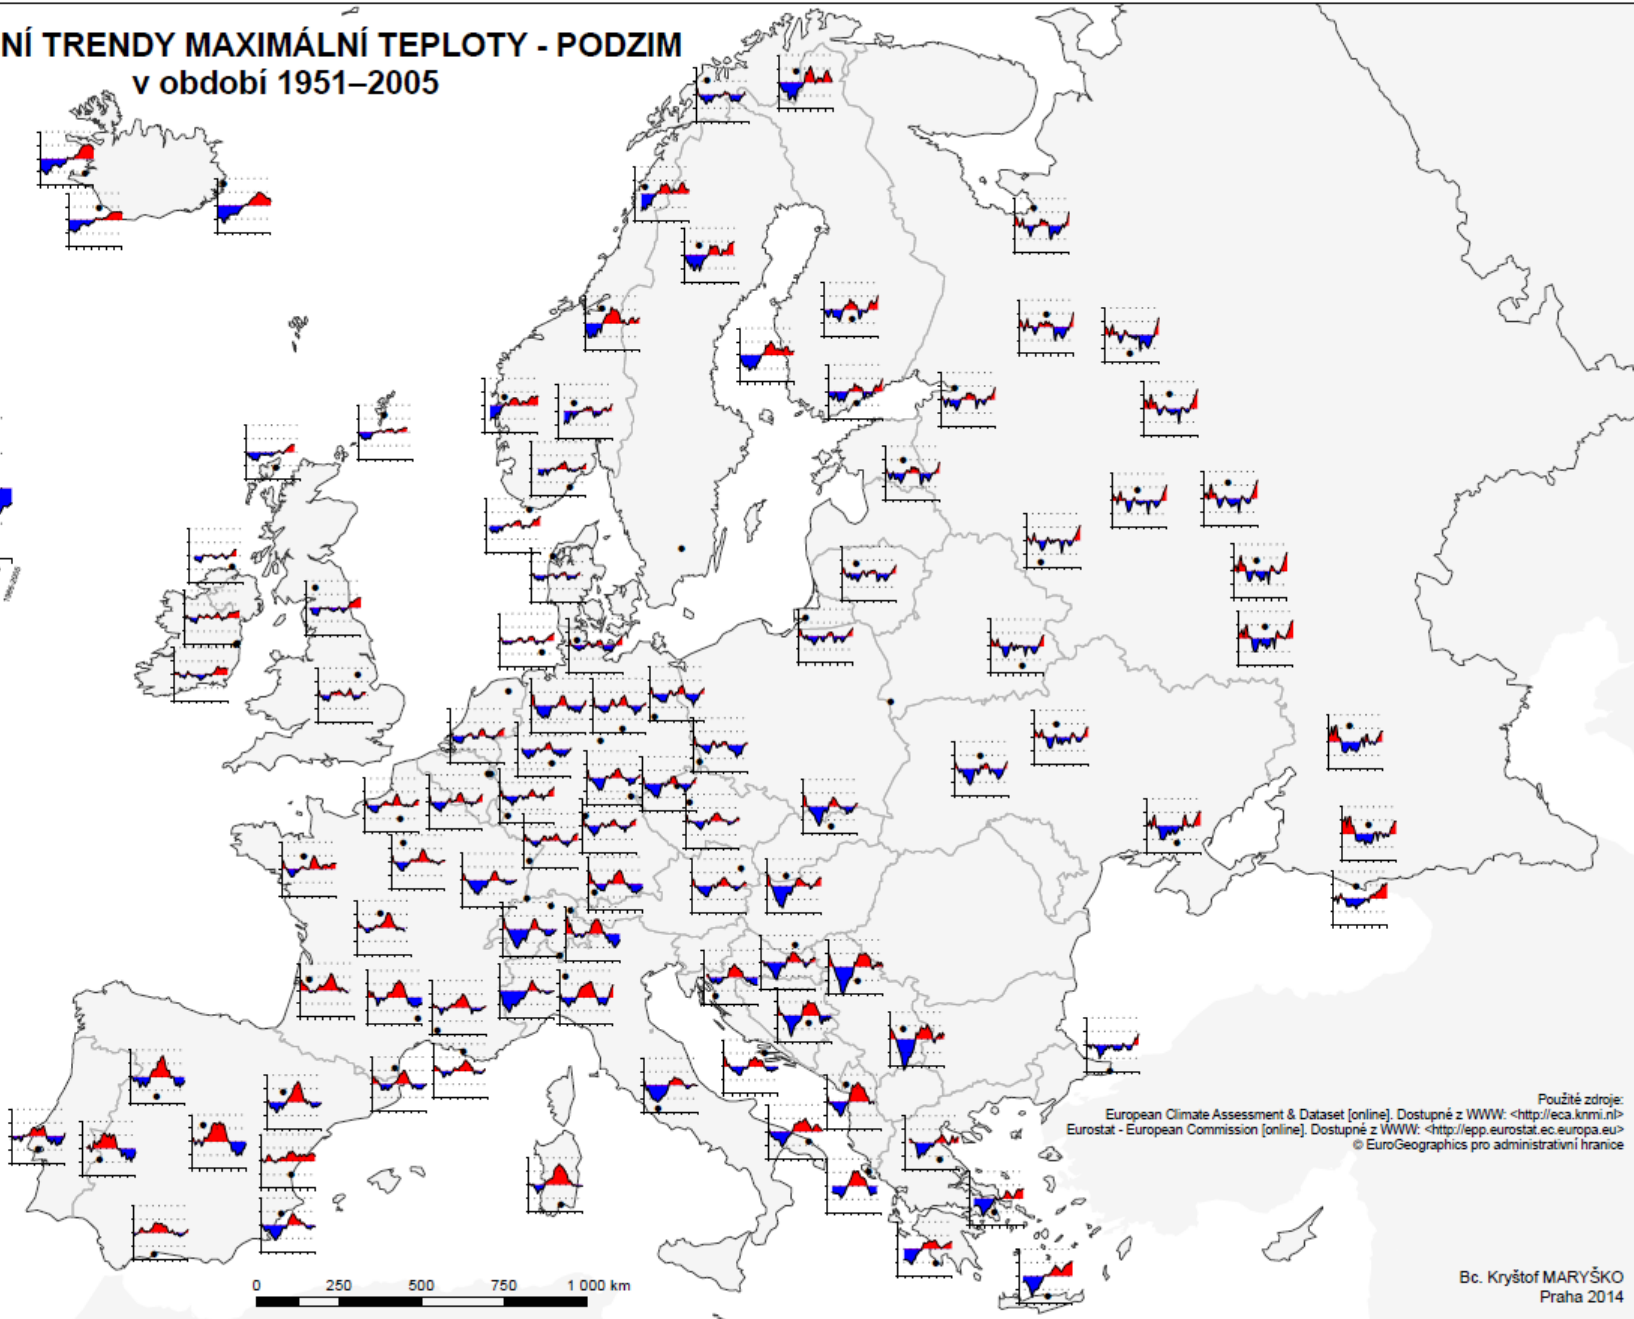 NÍ TRENDY MAXIMÁLNÍ TEPLOTY - PODZIM
v období 1951–2005
0 250 500 750 1 000 km
Použité zdroje:
European Climate Assessment & Dataset [online]. Dostupné z WWW: <http://eca.knmi.nl>
Eurostat - European Commission [online]. Dostupné z WWW: <http://epp.eurostat.ec.europa.eu>
© EuroGeographics pro administrativní hranice
Bc. Kryštof MARYŠKO
Praha 2014